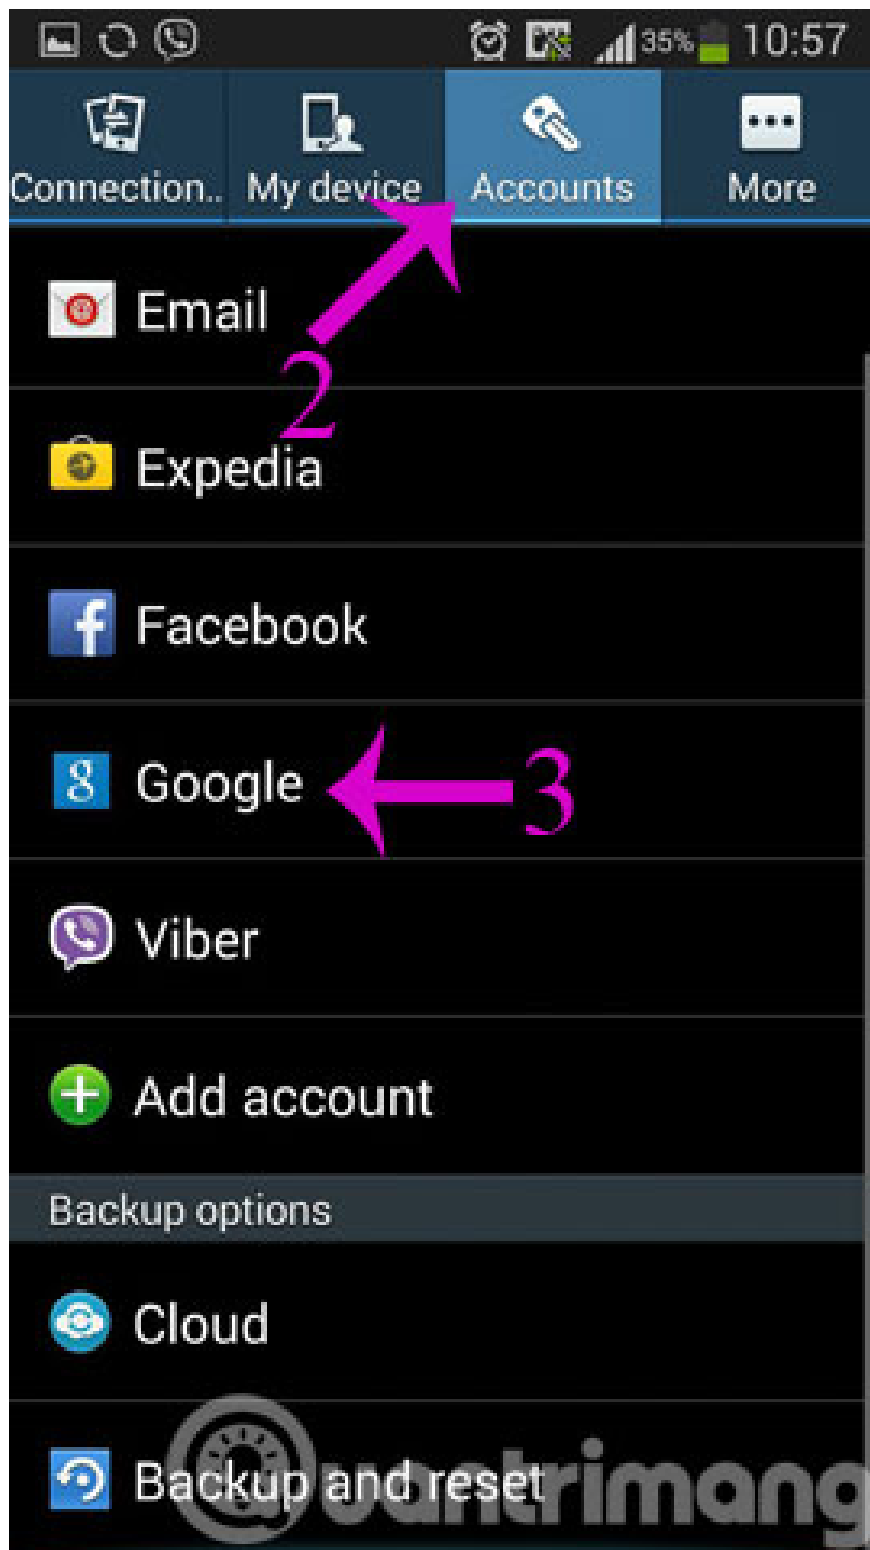 35% 10:57
Connection.. My device Accounts More
Email
2
Expedia
Facebook
Google 3
Viber
Add account
Backup options
Cloud
Backup and reset
Quantrimang